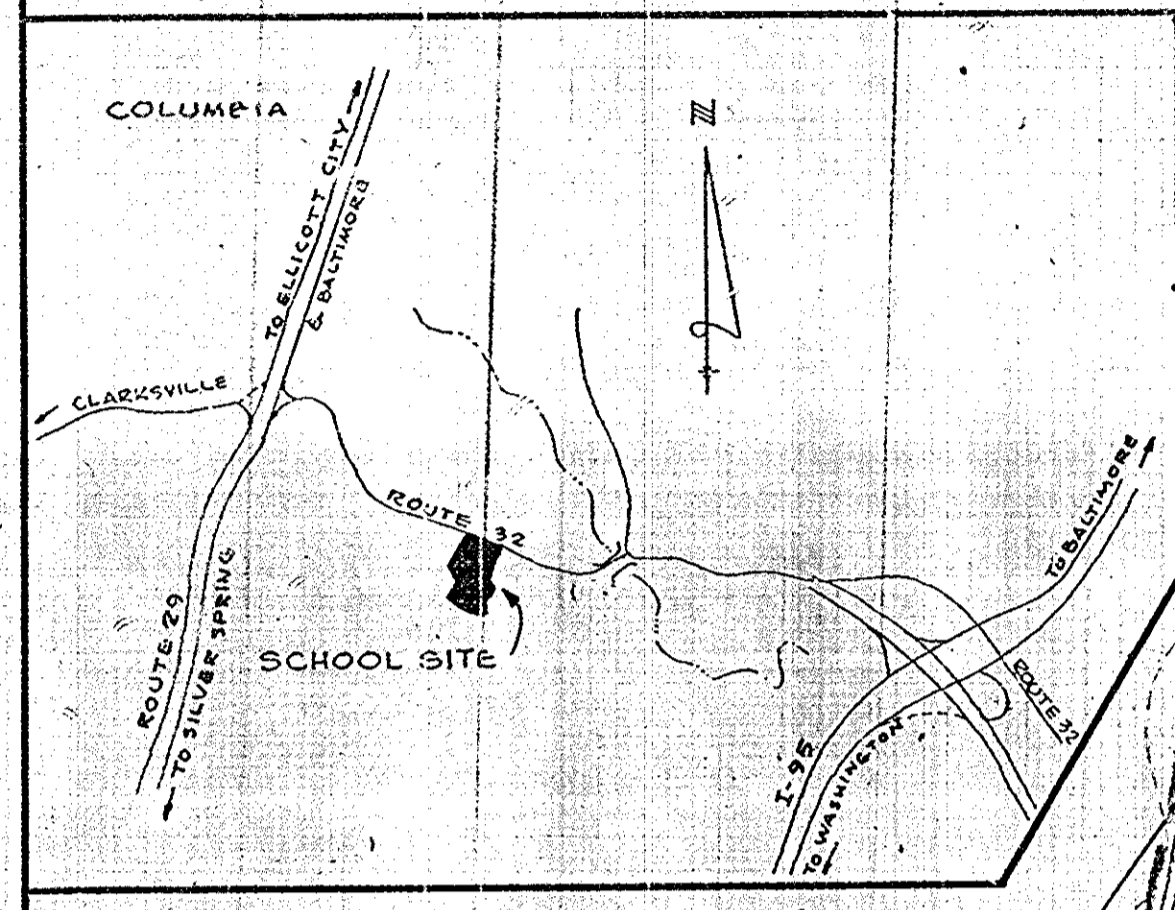 COLUMBIA
TO ELLICOTT CITY
& BALTIMORE
N
CLARKSVILLE
ROUTE 32
SCHOOL SITE
ROUTE 29
TO SILVER SPRING
TO BALTIMORE
ROUTE 32
I-95
TO WASHINGTON